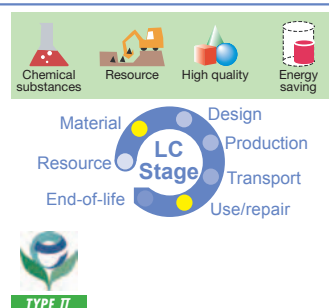 Chemical
substances
Resource
High quality
Energy
saving
Material
Design
Production
LC
Stage
Resource
Transport
End-of-life
Use/repair
TYPE II